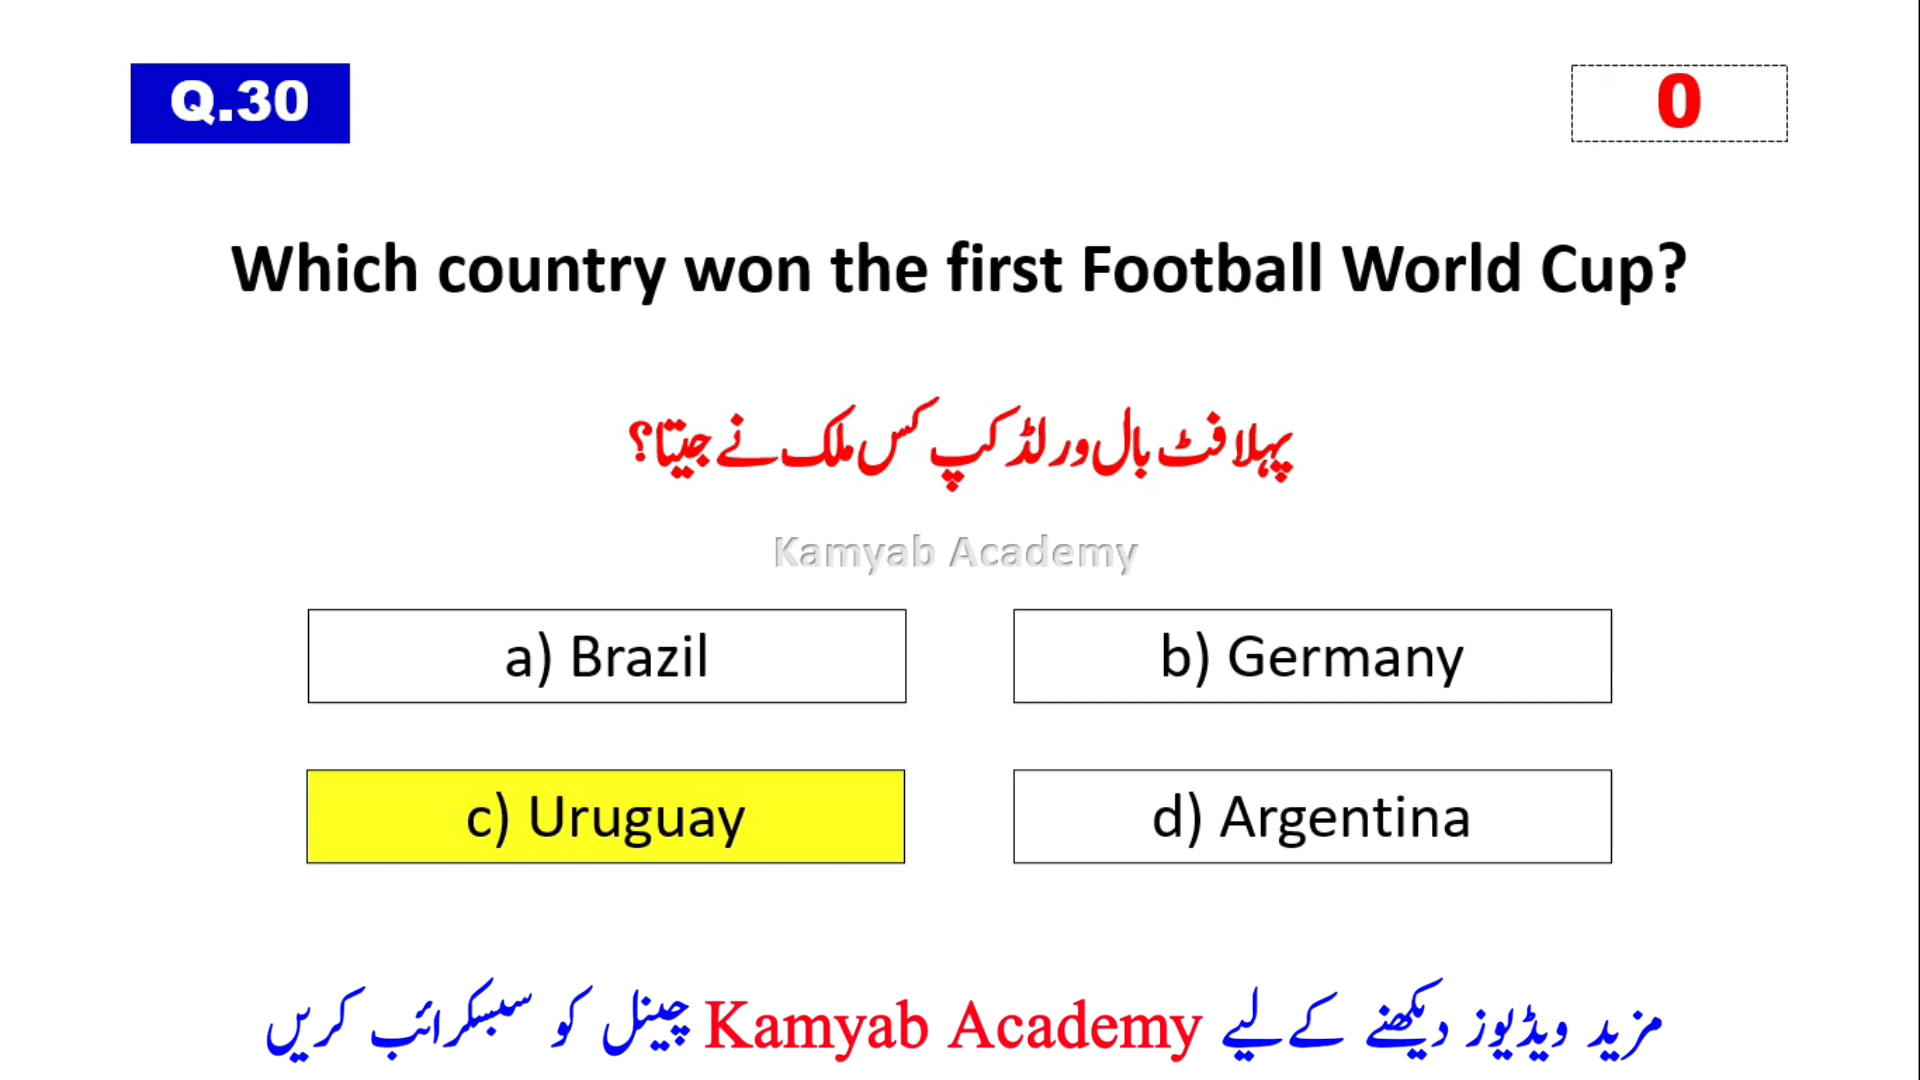 Q.30
0
Which country won the first Football World Cup?
پہلا فٹ بال ورلڈ کپ کس ملک نے جیتا؟
Kamyab Academy
a) Brazil
b) Germany
c) Uruguay
d) Argentina
مزید ویڈیوز دیکھنے کے لیے Kamyab Academy چینل کو سبسکرائب کریں